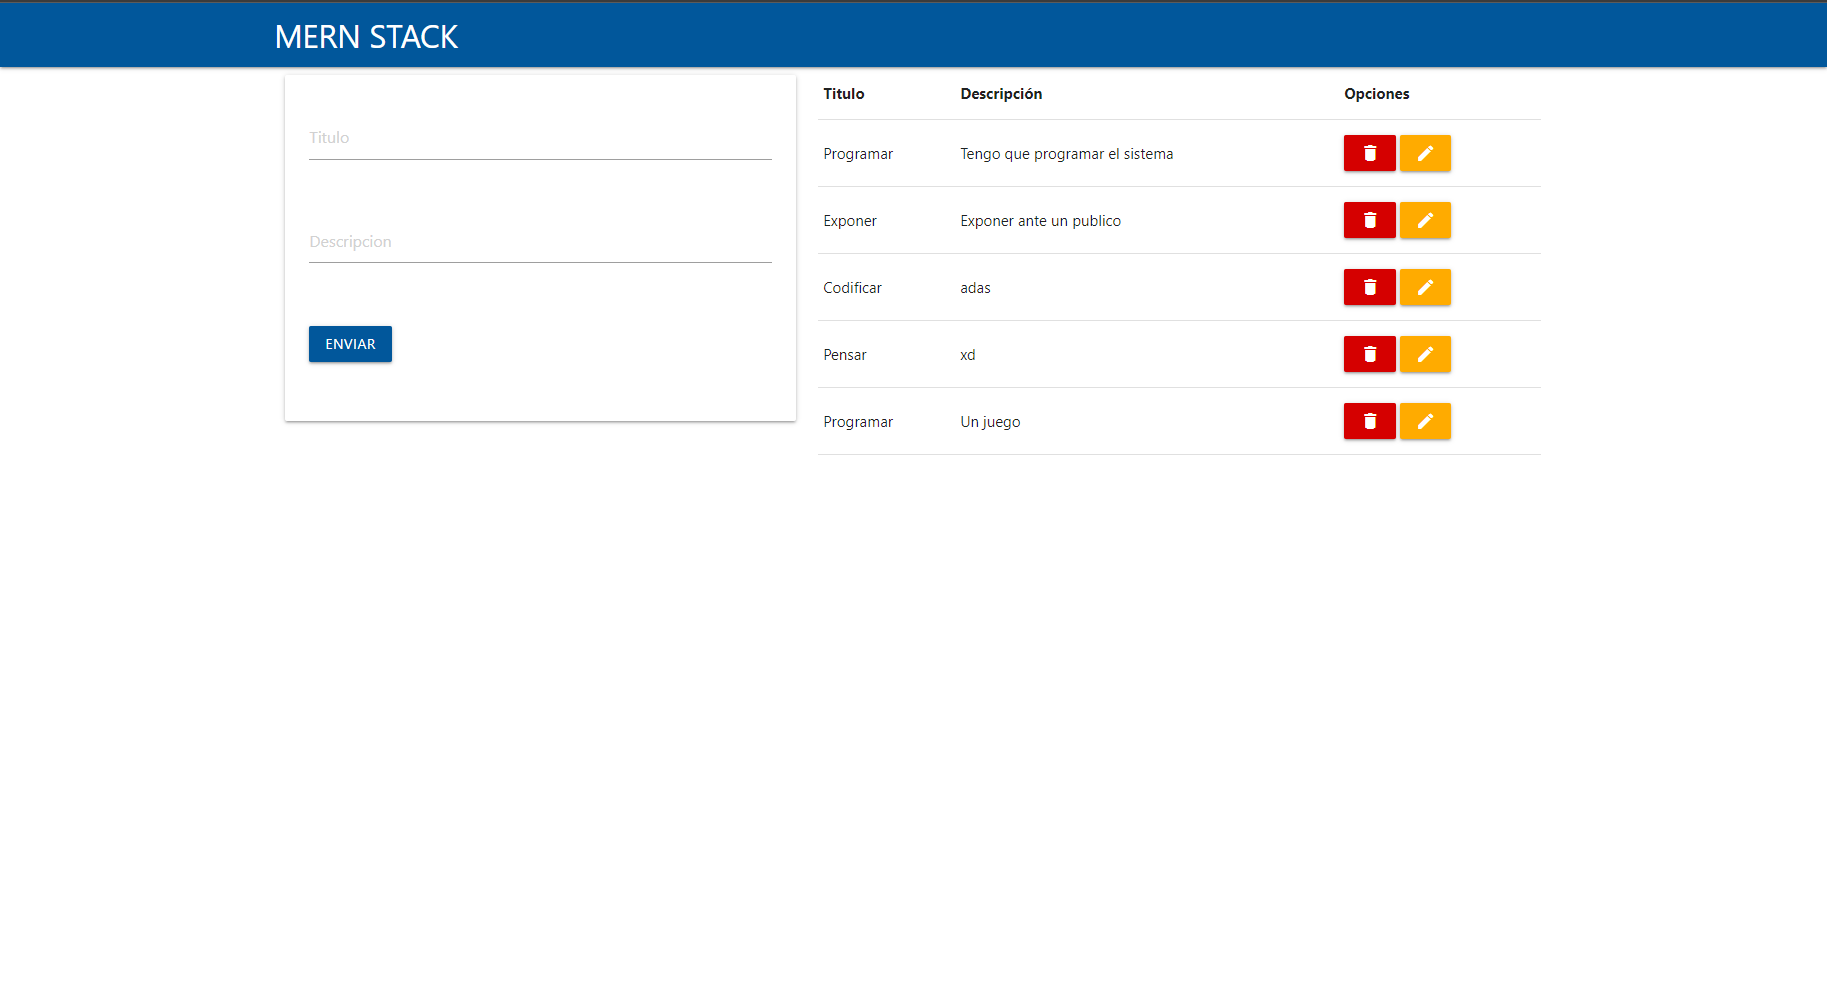 MERN STACK
Titulo
Descripcion
ENVIAR
Titulo Descripción Opciones
Programar Tengo que programar el sistema
Exponer Exponer ante un publico
Codificar adas
Pensar xd
Programar Un juego